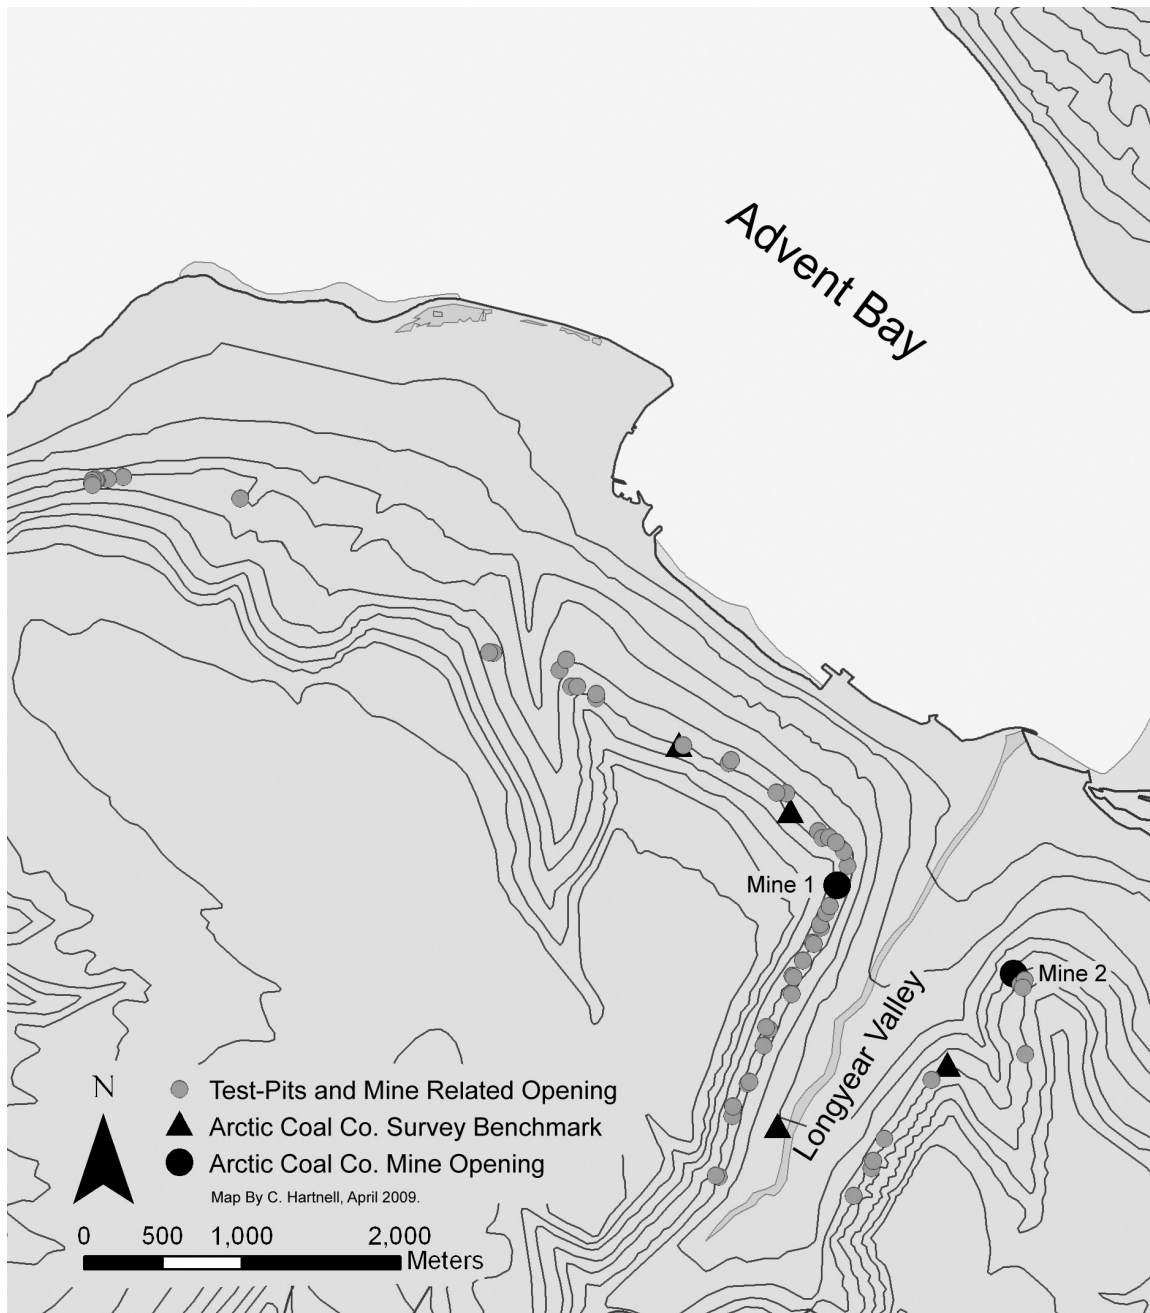 Advent Bay
Mine 1
Mine 2
Longyear Valley
N
Test-Pits and Mine Related Opening
Arctic Coal Co. Survey Benchmark
Arctic Coal Co. Mine Opening
Map By C. Hartnell, April 2009.
0 500 1,000 2,000
Meters